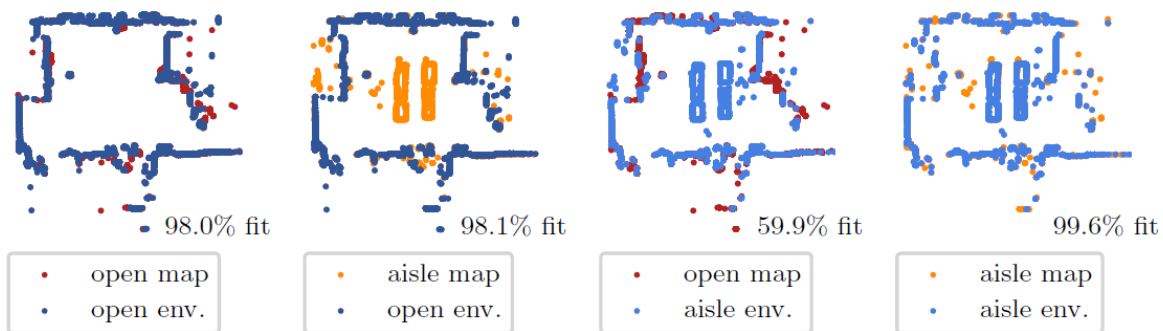 98.0% fit
98.1% fit
59.9% fit
99.6% fit
open map
open env.
aisle map
open env.
open map
aisle env.
aisle map
aisle env.